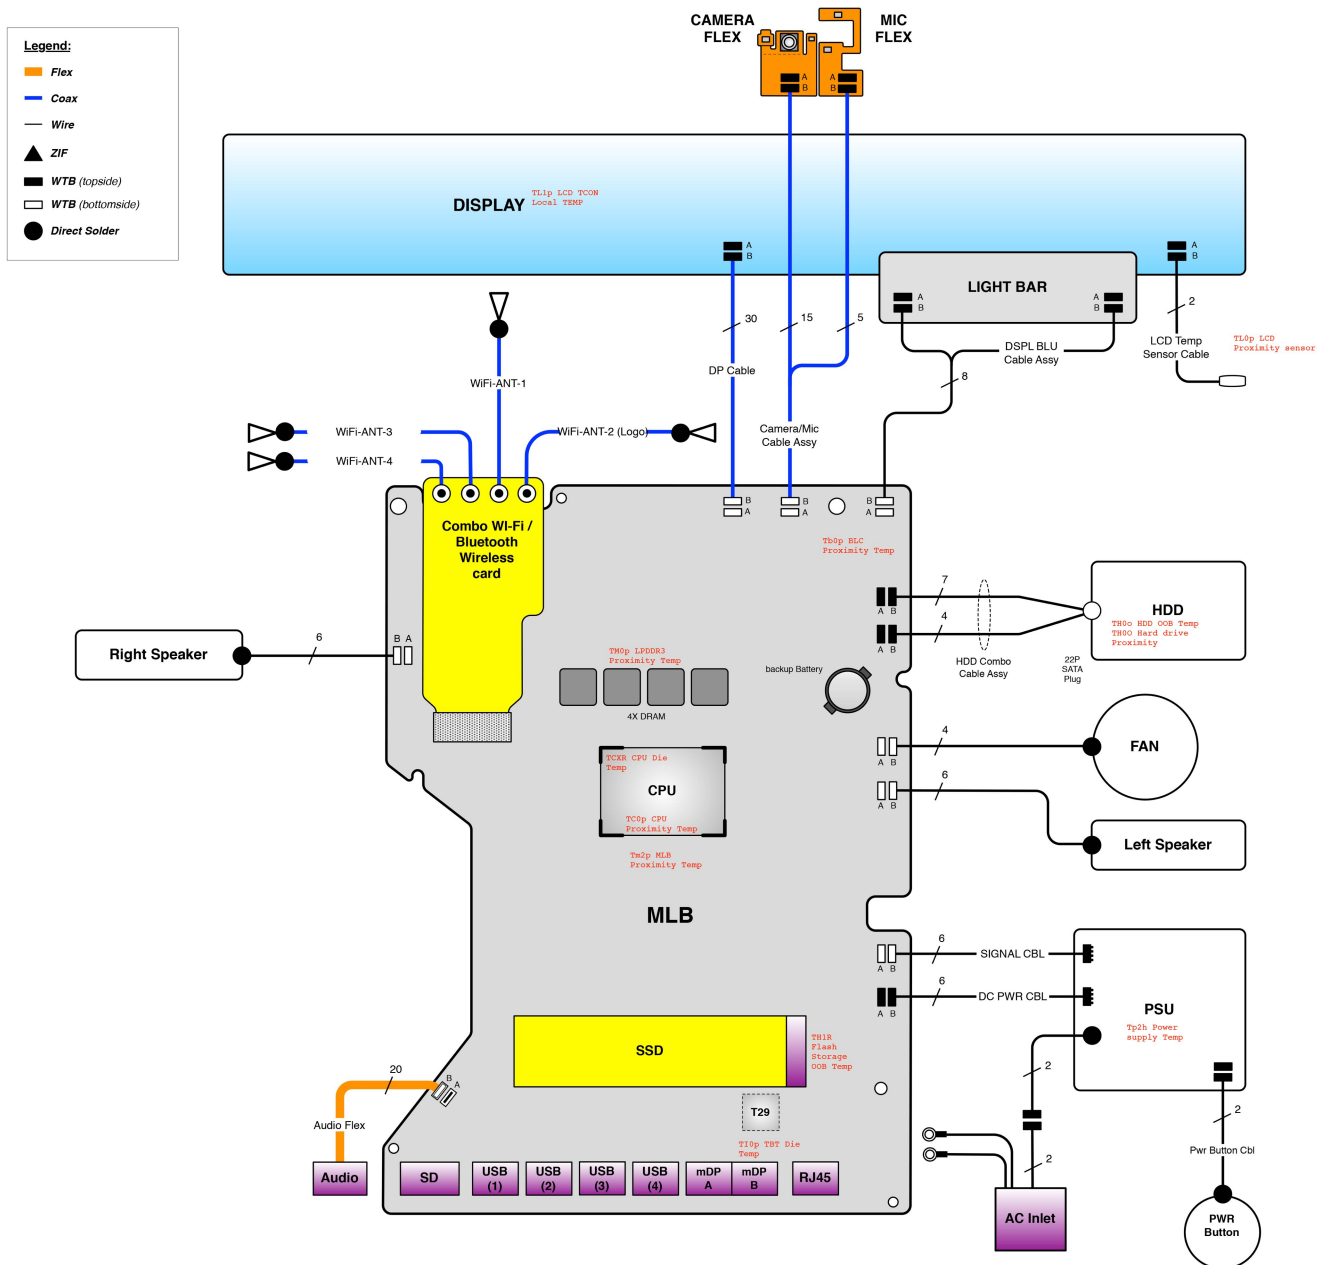 CAMERA
FLEX
MIC
FLEX
A
B
A
B
Legend:
Flex
Coax
Wire
ZIF
WTB (topside)
WTB (bottomside)
Direct Solder
DISPLAY
TL1p LCD TCON
Local TEMP
A
B
A
B
LIGHT BAR
A
B
A
B
30
15
5
2
DP Cable
DSPL BLU
Cable Assy
8
LCD Temp
Sensor Cable
TL0p LCD
Proximity sensor
WiFi-ANT-1
WiFi-ANT-3
WiFi-ANT-2 (Logo)
WiFi-ANT-4
Camera/Mic
Cable Assy
B
A
B
A
B
A
Combo WI-Fi /
Bluetooth
Wireless
card
Tb0p BLC
Proximity Temp
A B
7
A B
4
HDD Combo
Cable Assy
22P
SATA
Plug
HDD
TH0o HDD OOB Temp
TH0O Hard drive
Proximity
Right Speaker
6
B A
TM0p LPDDR3
Proximity Temp
4X DRAM
backup Battery
TCXR CPU Die
Temp
CPU
TC0p CPU
Proximity Temp
Tm2p MLB
Proximity Temp
A B
4
FAN
A B
6
Left Speaker
MLB
A B
6
SIGNAL CBL
A B
6
DC PWR CBL
PSU
Tp2h Power
supply Temp
SSD
TH1R
Flash
Storage
OOB Temp
T29
TI0p TBT Die
Temp
20
B
A
Audio Flex
2
2
2
Pwr Button Cbl
Audio
SD
USB
(1)
USB
(2)
USB
(3)
USB
(4)
mDP
A
mDP
B
RJ45
AC Inlet
PWR
Button